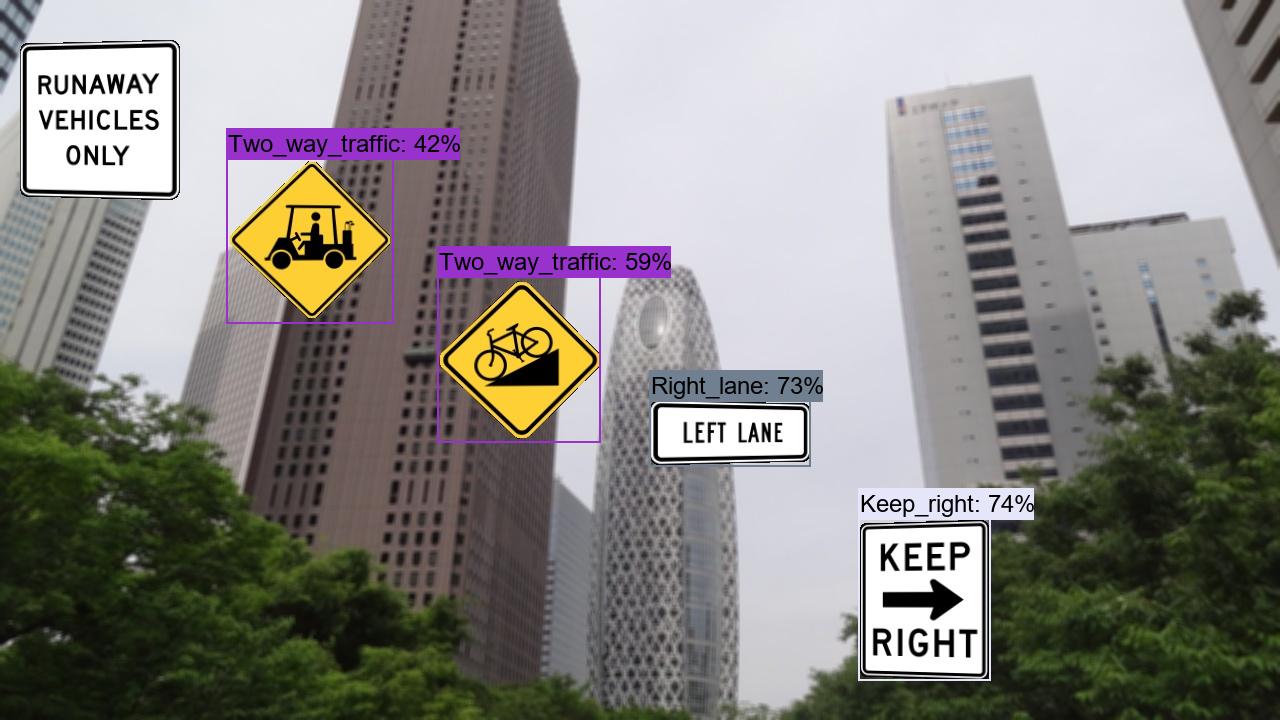 RUNAWAY
VEHICLES
ONLY
Two_way_traffic: 42%
Two_way_traffic: 59%
Right_lane: 73%
LEFT LANE
Keep_right: 74%
KEEP
RIGHT